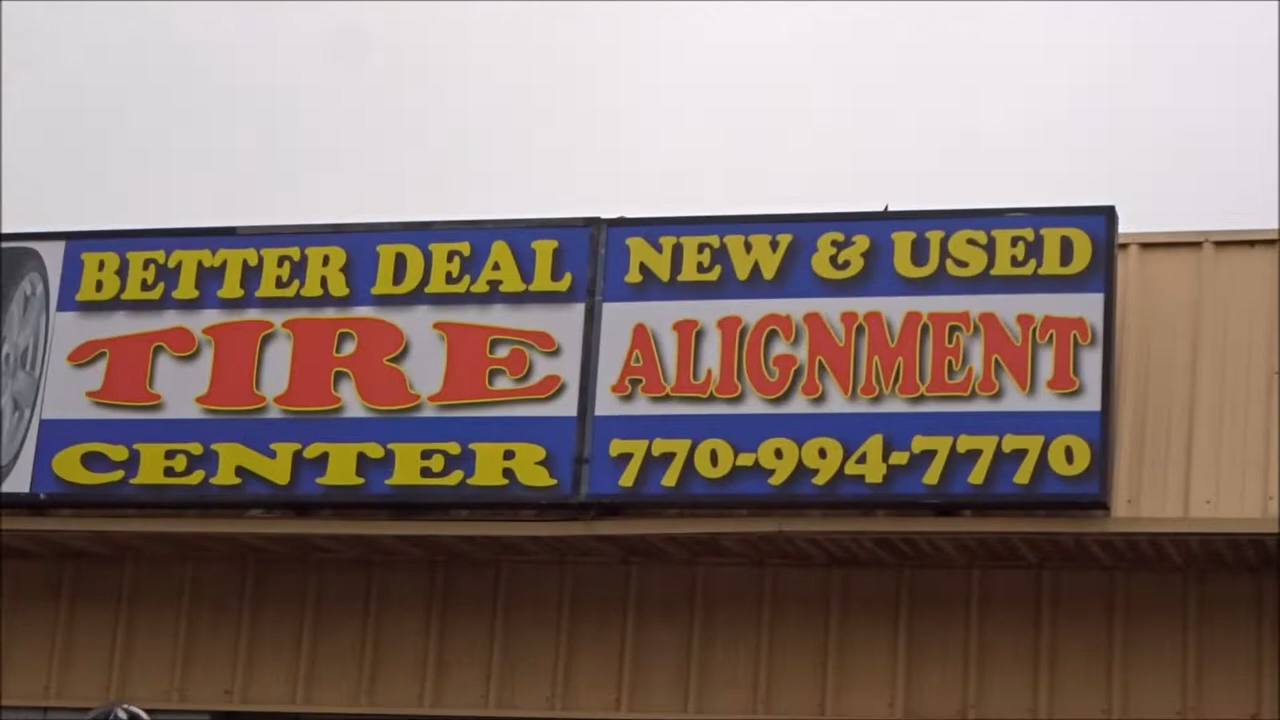 BETTER DEAL
TIRE
CENTER
NEW & USED
ALIGNMENT
770-994-7770